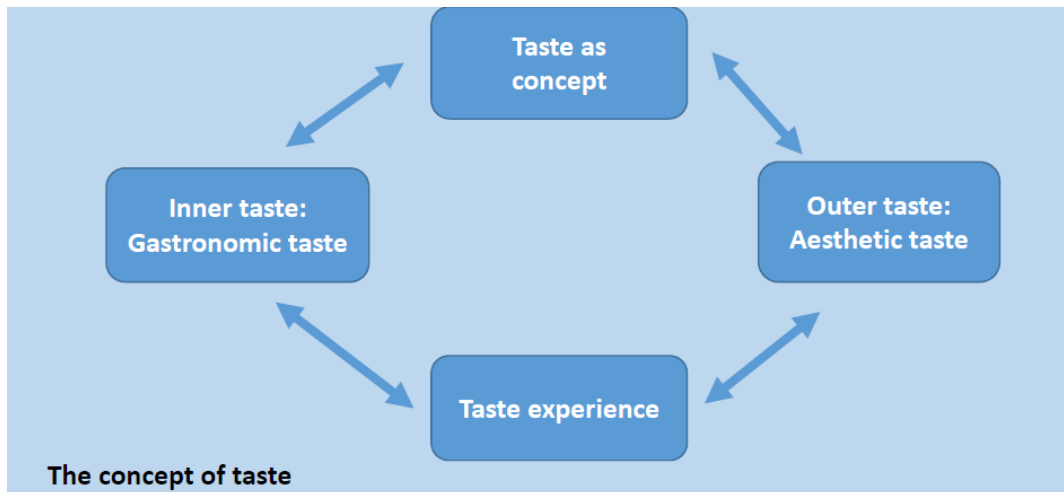 Taste as
concept
Inner taste:
Gastronomic taste
Outer taste:
Aesthetic taste
Taste experience
The concept of taste